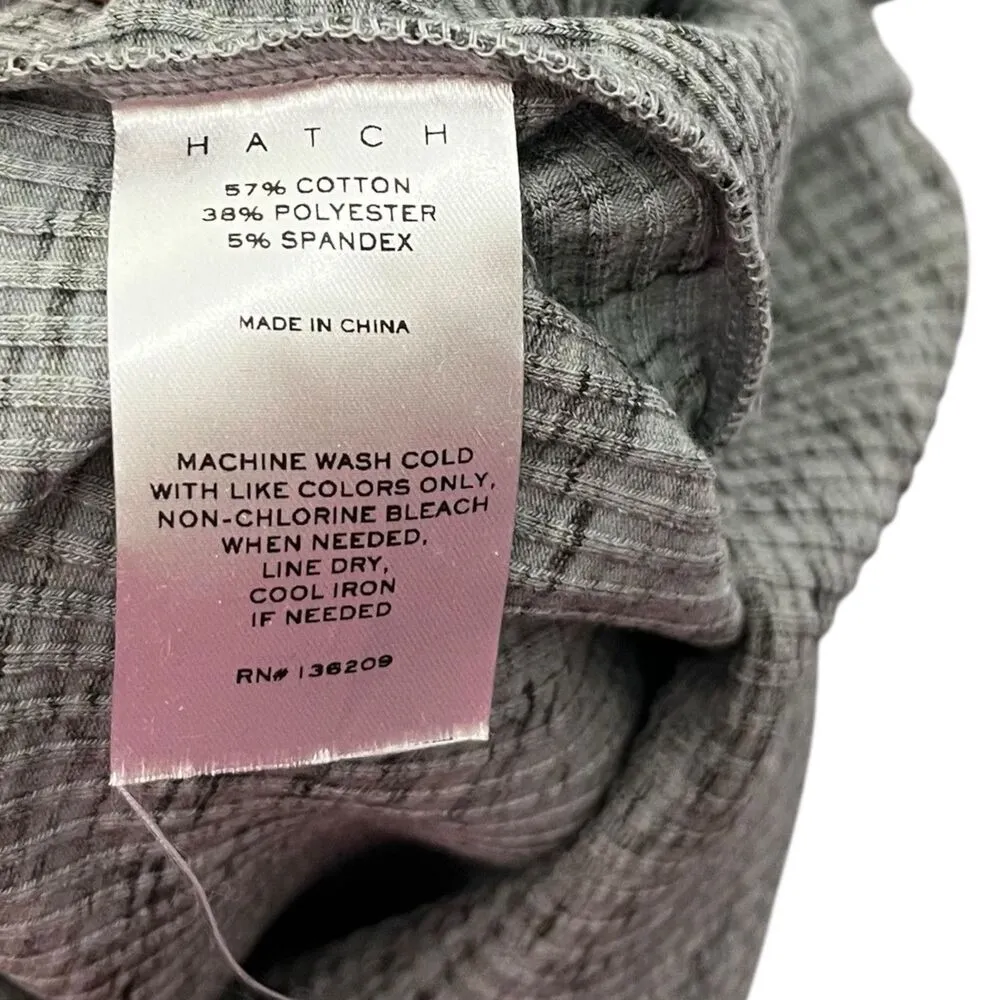 H A T C H
57% COTTON
38% POLYESTER
5% SPANDEX
MADE IN CHINA
MACHINE WASH COLD
WITH LIKE COLORS ONLY,
NON-CHLORINE BLEACH
WHEN NEEDED,
LINE DRY,
COOL IRON
IF NEEDED
RN# 136209